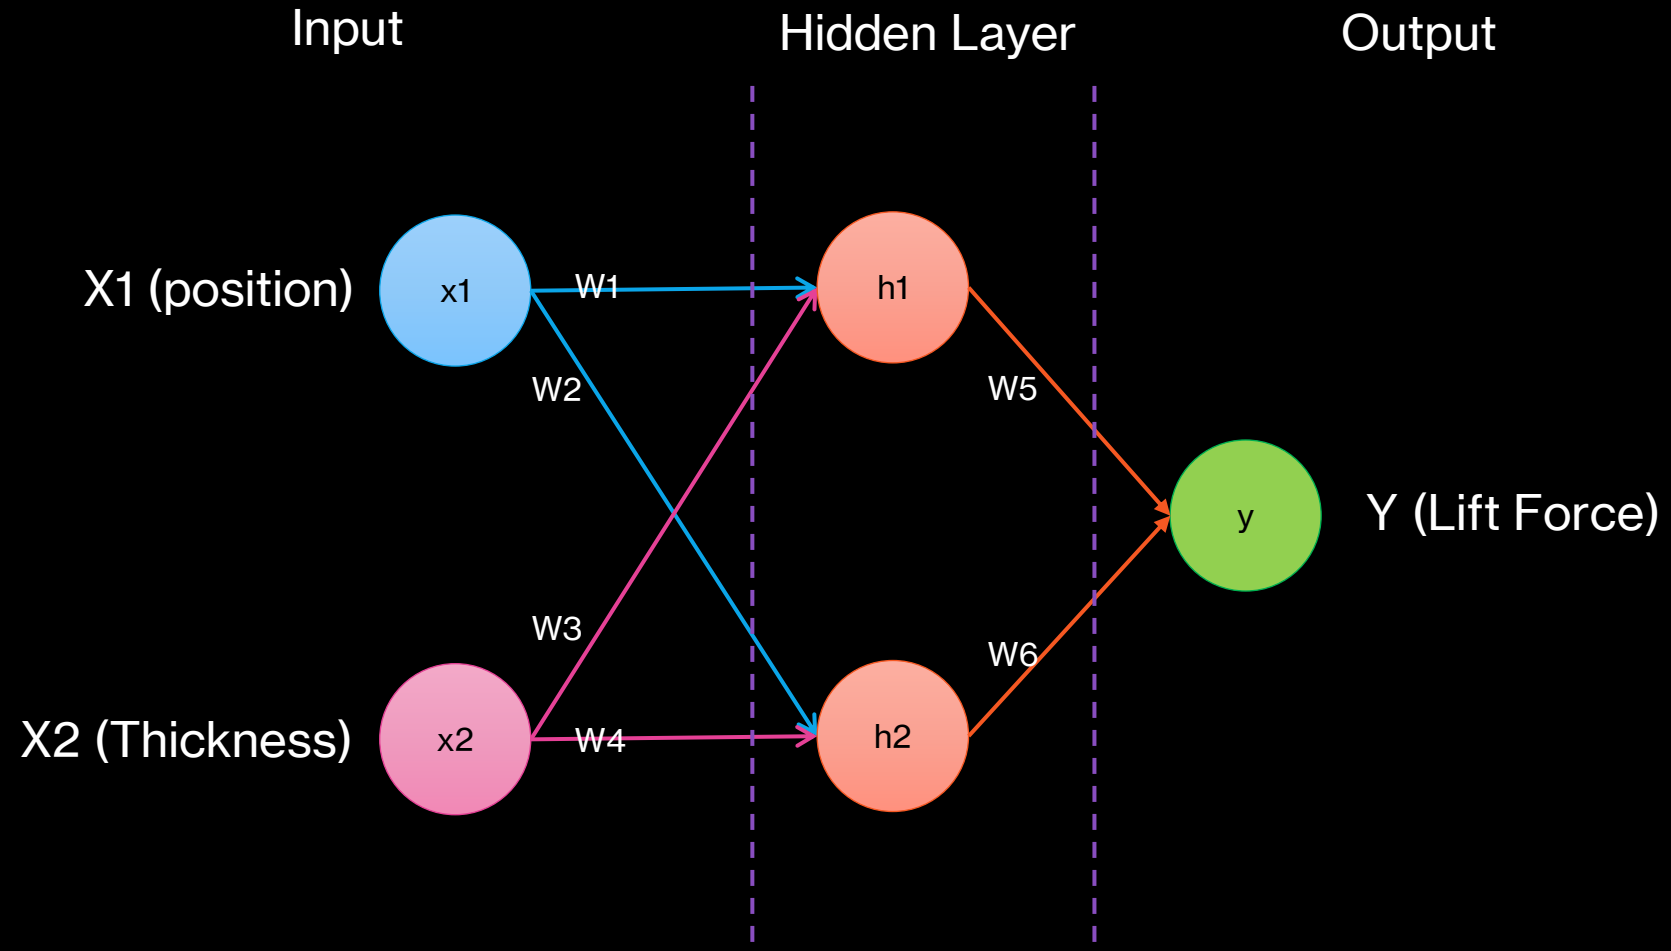 Input
Hidden Layer
Output
X1 (position)
x1
W1
h1
W2
W5
y
Y (Lift Force)
W3
W6
X2 (Thickness)
x2
W4
h2